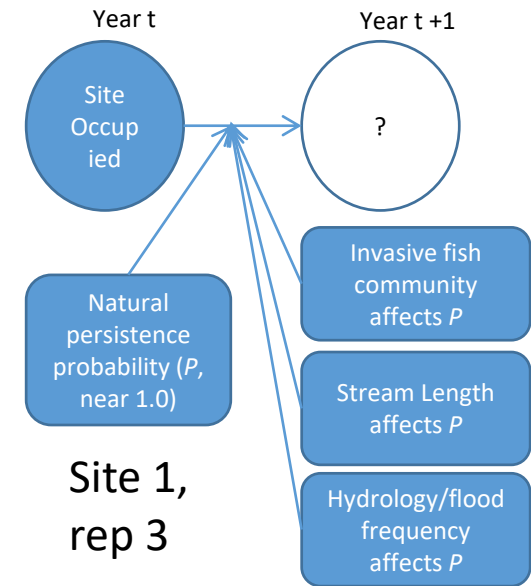 Year t
Year t +1
Site
Occup
ied
?
Natural
persistence
probability (P,
near 1.0)
Invasive fish
community
affects P
Stream Length
affects P
Hydrology/flood
frequency
affects P
Site 1,
rep 3